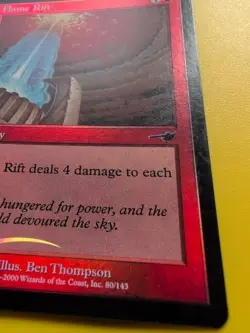 Flame Rift
y
Rift deals 4 damage to each
hungered for power, and the
ld devoured the sky.
Illus. Ben Thompson
-2000 Wizards of the Coast, Inc. 80/143